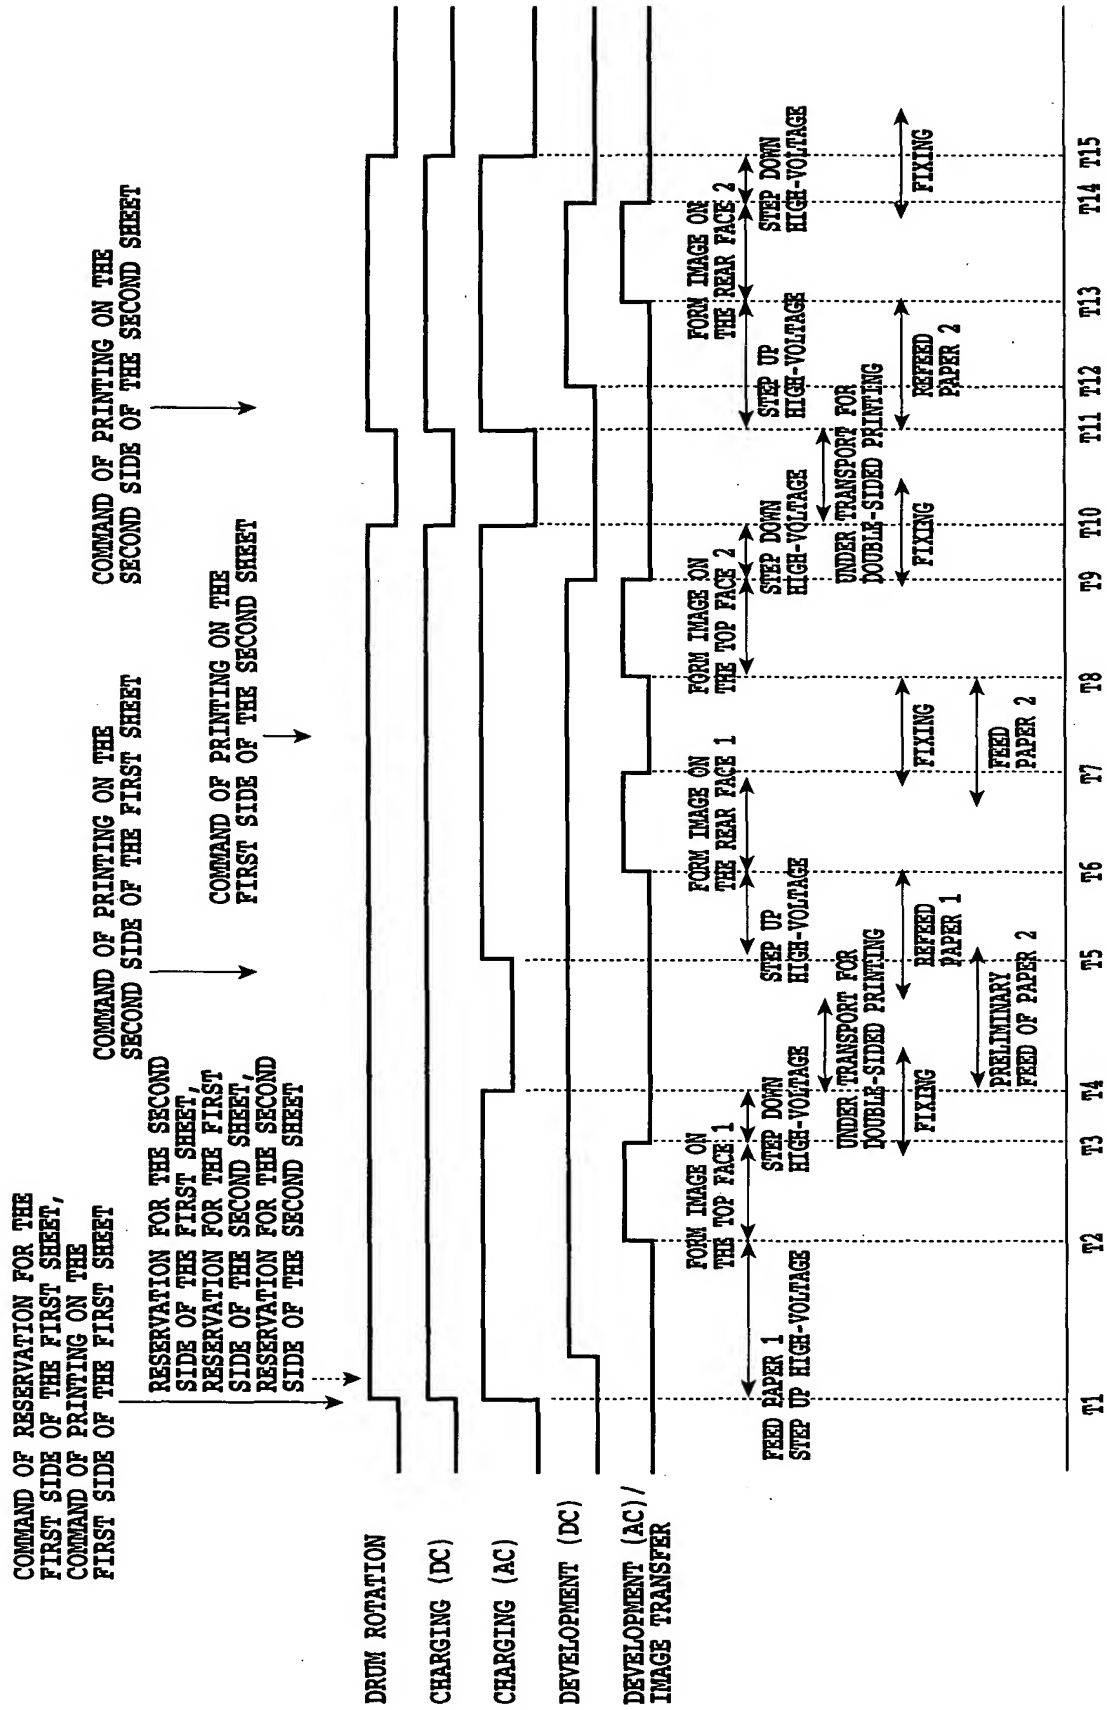 COMMAND OF RESERVATION FOR THE
FIRST SIDE OF THE FIRST SHEET,
COMMAND OF PRINTING ON THE
FIRST SIDE OF THE FIRST SHEET
RESERVATION FOR THE SECOND
SIDE OF THE FIRST SHEET,
RESERVATION FOR THE FIRST
SIDE OF THE SECOND SHEET,
RESERVATION FOR THE SECOND
SIDE OF THE SECOND SHEET
COMMAND OF PRINTING ON THE
SECOND SIDE OF THE FIRST SHEET
COMMAND OF PRINTING ON THE
FIRST SIDE OF THE SECOND SHEET
COMMAND OF PRINTING ON THE
SECOND SIDE OF THE SECOND SHEET
DRUM ROTATION
CHARGING (DC)
CHARGING (AC)
DEVELOPMENT (DC)
DEVELOPMENT (AC)/
IMAGE TRANSFER
FEED PAPER 1
STEP UP HIGH-VOLTAGE
FORM IMAGE ON
THE TOP FACE 1
STEP DOWN
HIGH-VOLTAGE
UNDER TRANSPORT FOR
DOUBLE-SIDED PRINTING
FIXING
PRELIMINARY
FEED OF PAPER 2
STEP UP
HIGH-VOLTAGE
REFEED
PAPER 1
FORM IMAGE ON
THE REAR FACE 1
FIXING
FEED
PAPER 2
FORM IMAGE ON
THE TOP FACE 2
STEP DOWN
HIGH-VOLTAGE
UNDER TRANSPORT FOR
DOUBLE-SIDED PRINTING
FIXING
STEP UP
HIGH-VOLTAGE
REFEED
PAPER 2
FORM IMAGE ON
THE REAR FACE 2
STEP DOWN
HIGH-VOLTAGE
FIXING
T1 T2 T3 T4 T5 T6 T7 T8 T9 T10 T11 T12 T13 T14 T15